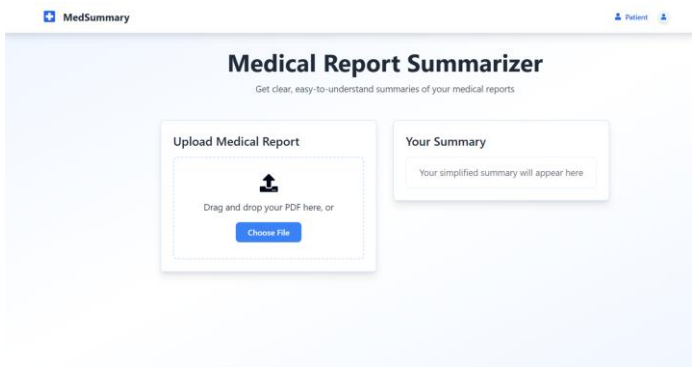 MedSummary
Patient
Medical Report Summarizer
Get clear, easy-to-understand summaries of your medical reports
Upload Medical Report
Drag and drop your PDF here, or
Choose File
Your Summary
Your simplified summary will appear here